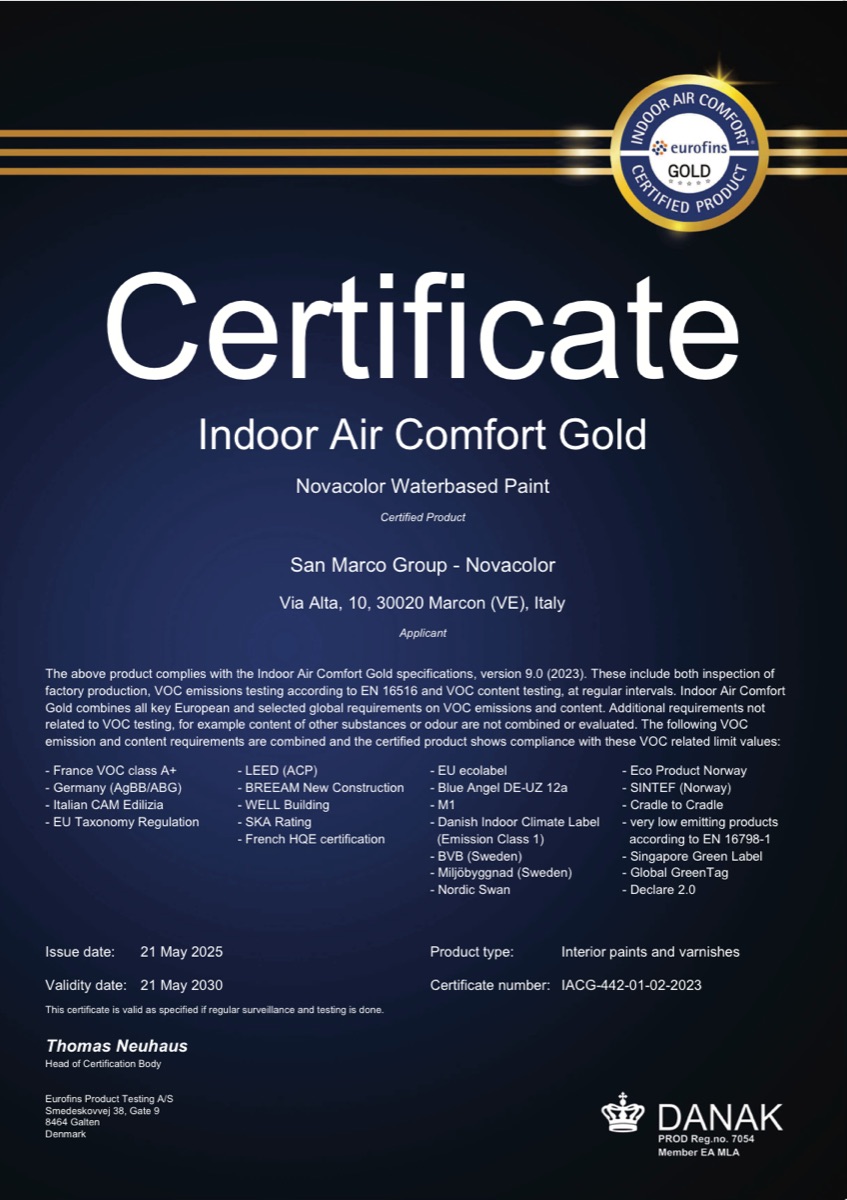 INDOOR AIR COMFORT
eurofins
GOLD
CERTIFIED PRODUCT
Certificate
Indoor Air Comfort Gold
Novacolor Waterbased Paint
Certified Product
San Marco Group - Novacolor
Via Alta, 10, 30020 Marcon (VE), Italy
Applicant
The above product complies with the Indoor Air Comfort Gold specifications, version 9.0 (2023). These include both inspection of
factory production, VOC emissions testing according to EN 16516 and VOC content testing, at regular intervals. Indoor Air Comfort
Gold combines all key European and selected global requirements on VOC emissions and content. Additional requirements not
related to VOC testing, for example content of other substances or odour are not combined or evaluated. The following VOC
emission and content requirements are combined and the certified product shows compliance with these VOC related limit values:
- France VOC class A+
- Germany (AgBB/ABG)
- Italian CAM Edilizia
- EU Taxonomy Regulation
- LEED (ACP)
- BREEAM New Construction
- WELL Building
- SKA Rating
- French HQE certification
- EU ecolabel
- Blue Angel DE-UZ 12a
- M1
- Danish Indoor Climate Label
(Emission Class 1)
- BVB (Sweden)
- Miljöbyggnad (Sweden)
- Nordic Swan
- Eco Product Norway
- SINTEF (Norway)
- Cradle to Cradle
- very low emitting products
according to EN 16798-1
- Singapore Green Label
- Global GreenTag
- Declare 2.0
Issue date: 21 May 2025
Validity date: 21 May 2030
This certificate is valid as specified if regular surveillance and testing is done.
Product type: Interior paints and varnishes
Certificate number: IACG-442-01-02-2023
Thomas Neuhaus
Head of Certification Body
Eurofins Product Testing A/S
Smedeskovvej 38, Gate 9
8464 Galten
Denmark
DANAK
PROD Reg.no. 7054
Member EA MLA